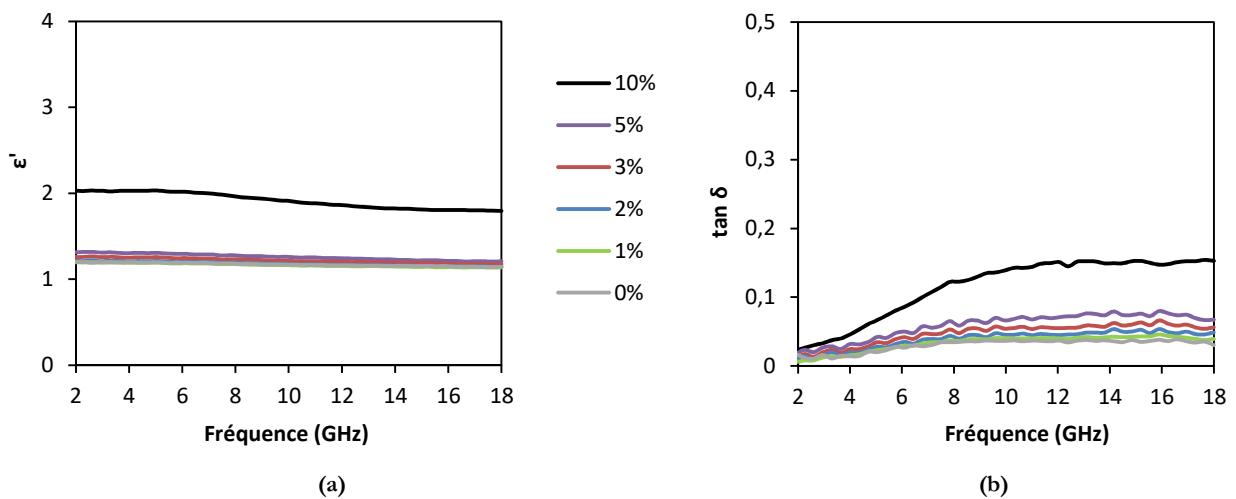 4
3
2
1
0
ε'
2 4 6 8 10 12 14 16 18
Fréquence (GHz)
(a)
10%
5%
3%
2%
1%
0%
0,5
0,4
0,3
0,2
0,1
0
tan δ
2 4 6 8 10 12 14 16 18
Fréquence (GHz)
(b)